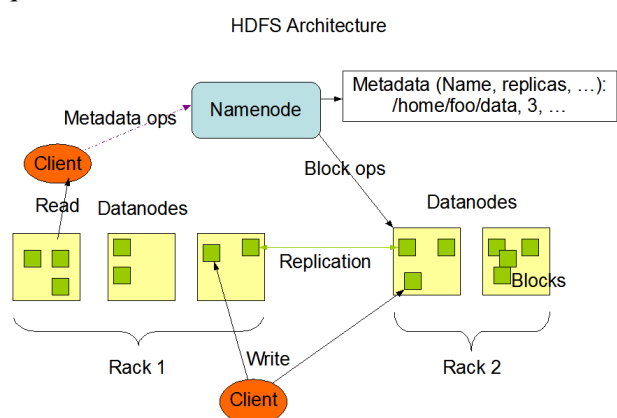 HDFS Architecture
Metadata (Name, replicas, …):
/home/foo/data, 3, …
Namenode
Metadata ops
Client
Block ops
Read
Datanodes
Datanodes
Replication
Blocks
Rack 1
Write
Rack 2
Client